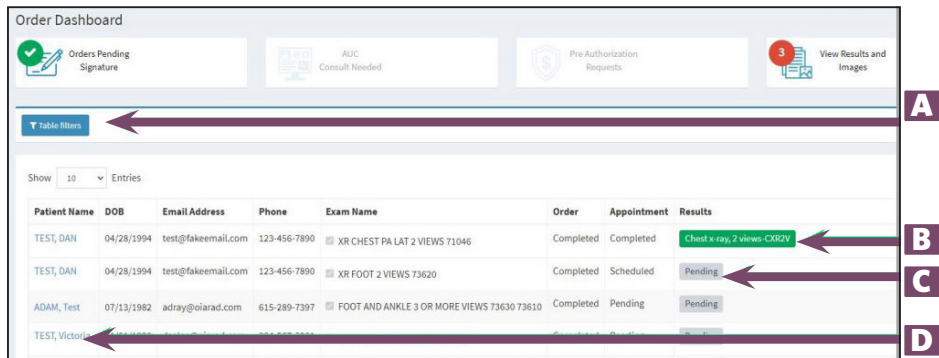 Order Dashboard
Orders Pending
Signature
AUC
Consult Needed
Pre Authorization
Requests
3
View Results and
Images
A
Table filters
Show 10 Entries
Patient Name DOB Email Address Phone Exam Name Order Appointment Results
TEST, DAN 04/28/1994 test@fakeemail.com 123-456-7890 XR CHEST PA LAT 2 VIEWS 71046 Completed Completed Chest x-ray, 2 views-CXR2V
B
TEST, DAN 04/28/1994 test@fakeemail.com 123-456-7890 XR FOOT 2 VIEWS 73620 Completed Scheduled Pending
C
ADAM, Test 07/13/1982 adray@oiarad.com 615-289-7397 FOOT AND ANKLE 3 OR MORE VIEWS 73630 73610 Completed Pending Pending
TEST, Victoria
D